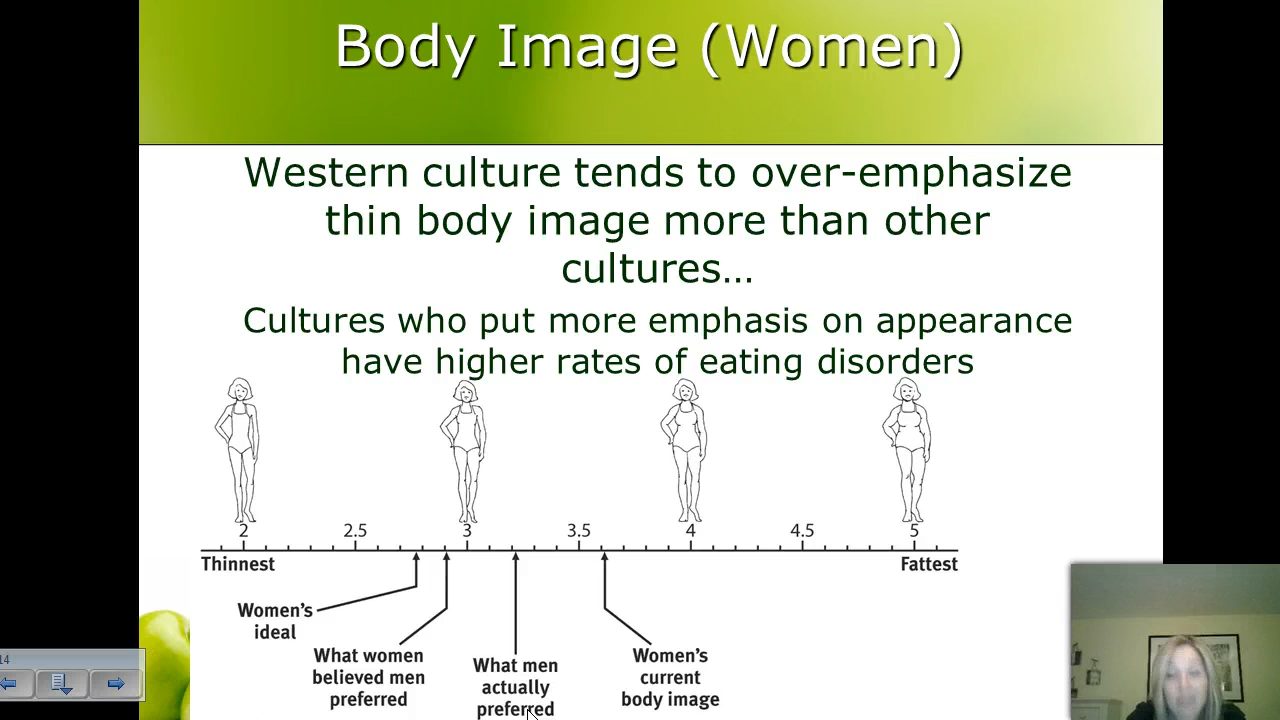 Body Image (Women)
Western culture tends to over-emphasize
thin body image more than other
cultures…
Cultures who put more emphasis on appearance
have higher rates of eating disorders
2 2.5 3 3.5 4 4.5 5
Thinnest Fattest
Women's
ideal
What women
believed men
preferred
What men
actually
preferred
Women's
current
body image
14